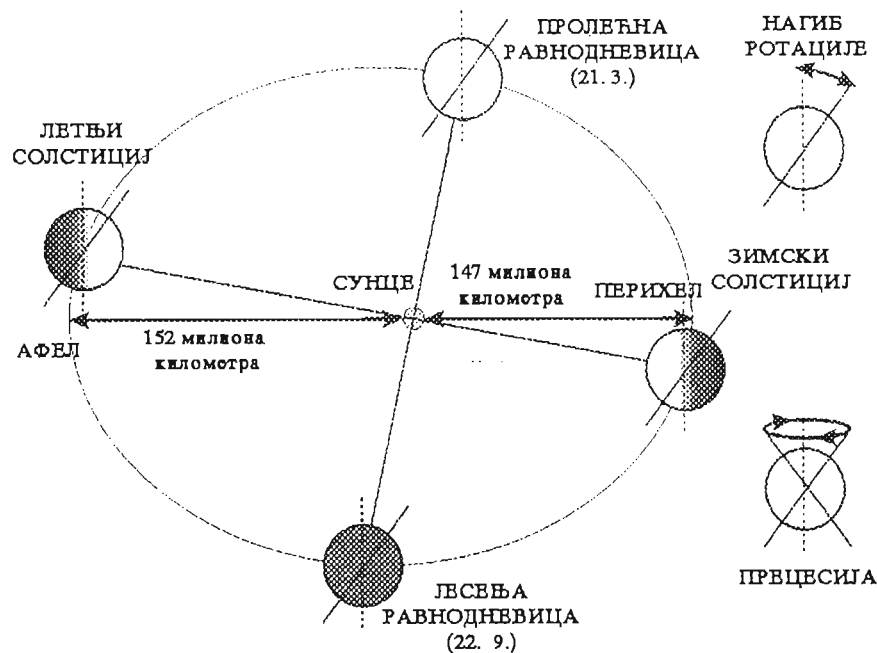 ПРОЛЕЋНА
РАВНОДНЕВИЦА
(21. 3.)
НАГИБ
РОТАЦИЈЕ
ЛЕТЊИ
СОЛСТИЦИЈ
СУНЦЕ
147 милиона
километра
ПЕРИХЕЛ
ЗИМСКИ
СОЛСТИЦИЈ
АФЕЛ
152 милиона
километра
ЈЕСЕЊА
РАВНОДНЕВИЦА
(22. 9.)
ПРЕЦЕСИЈА